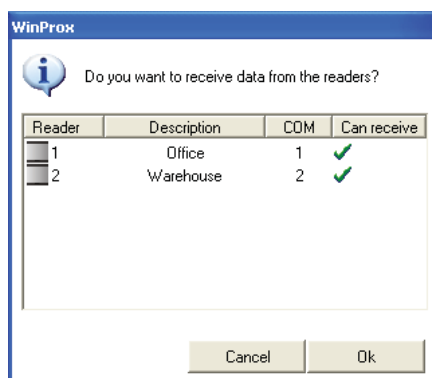 WinProx
Do you want to receive data from the readers?
Reader Description COM Can receive
1 Office 1
2 Warehouse 2
Cancel Ok